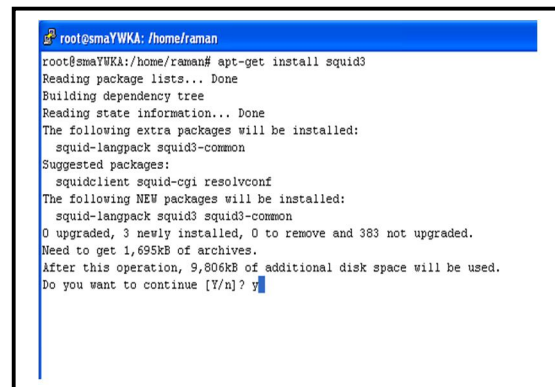 root@smaYWKA: /home/raman
root@smaYWKA:/home/raman# apt-get install squid3
Reading package lists... Done
Building dependency tree
Reading state information... Done
The following extra packages will be installed:
  squid-langpack squid3-common
Suggested packages:
  squidclient squid-cgi resolvconf
The following NEW packages will be installed:
  squid-langpack squid3 squid3-common
0 upgraded, 3 newly installed, 0 to remove and 383 not upgraded.
Need to get 1,695kB of archives.
After this operation, 9,806kB of additional disk space will be used.
Do you want to continue [Y/n]? y